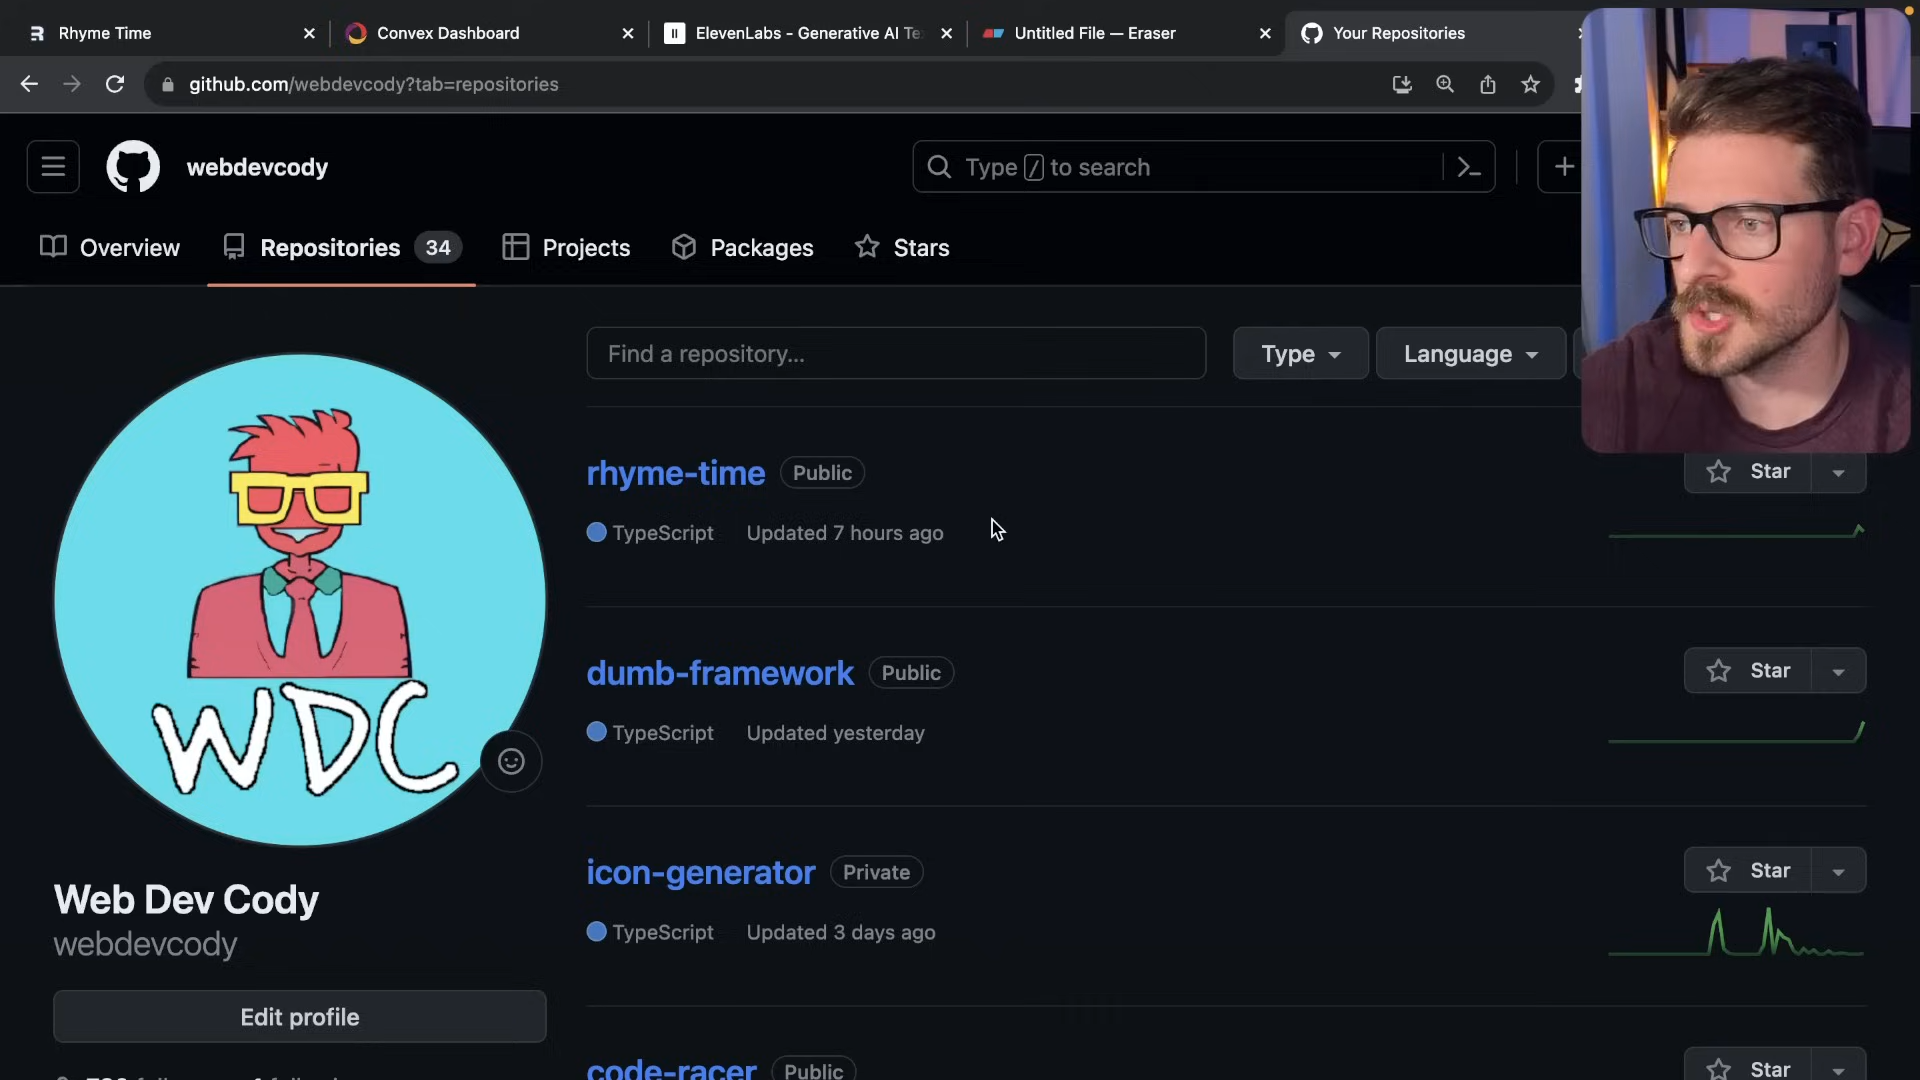 Rhyme Time
Convex Dashboard
ElevenLabs - Generative AI Te
Untitled File — Eraser
Your Repositories
github.com/webdevcody?tab=repositories
webdevcody
Type / to search
Overview
Repositories 34
Projects
Packages
Stars
Find a repository...
Type
Language
rhyme-time Public
Star
TypeScript Updated 7 hours ago
dumb-framework Public
Star
TypeScript Updated yesterday
icon-generator Private
Star
TypeScript Updated 3 days ago
code-racer Public
Star
WDC
Web Dev Cody
webdevcody
Edit profile